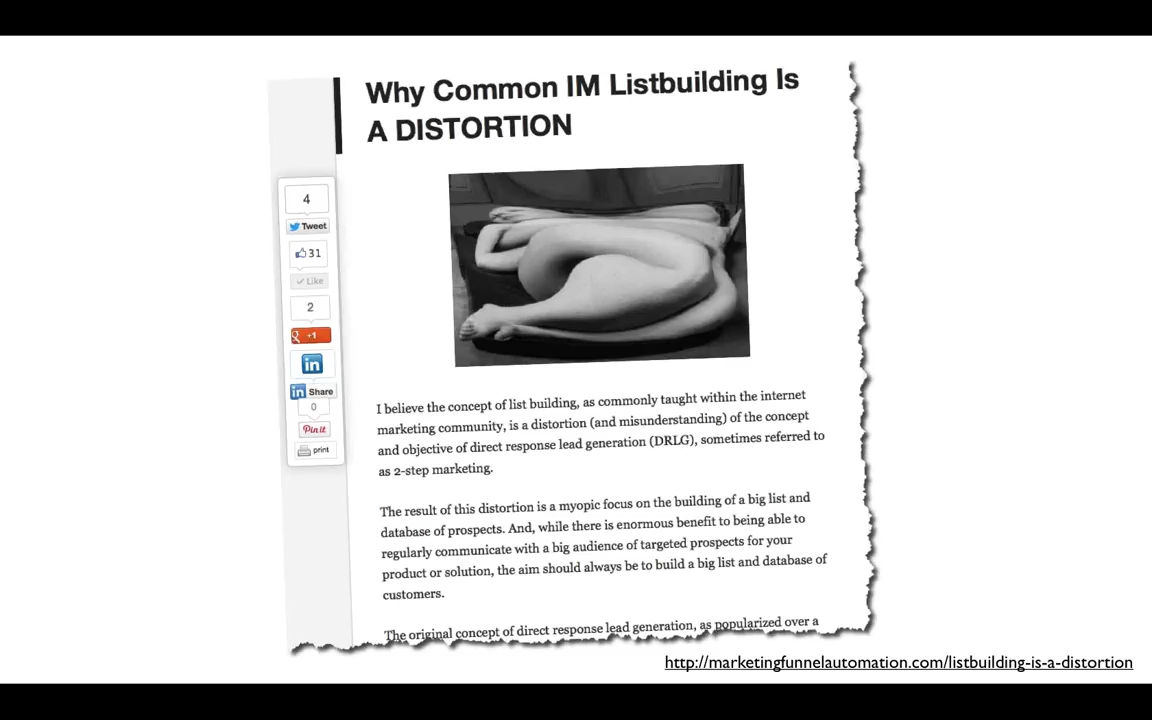 Why Common IM Listbuilding Is
A DISTORTION
4
Tweet
31
Like
2
+1
in
in Share
0
Pin it
print
I believe the concept of list building, as commonly taught within the internet
marketing community, is a distortion (and misunderstanding) of the concept
and objective of direct response lead generation (DRLG), sometimes referred to
as 2-step marketing.
The result of this distortion is a myopic focus on the building of a big list and
database of prospects. And, while there is enormous benefit to being able to
regularly communicate with a big audience of targeted prospects for your
product or solution, the aim should always be to build a big list and database of
customers.
The original concept of direct response lead generation, as popularized over a
http://marketingfunnelautomation.com/listbuilding-is-a-distortion